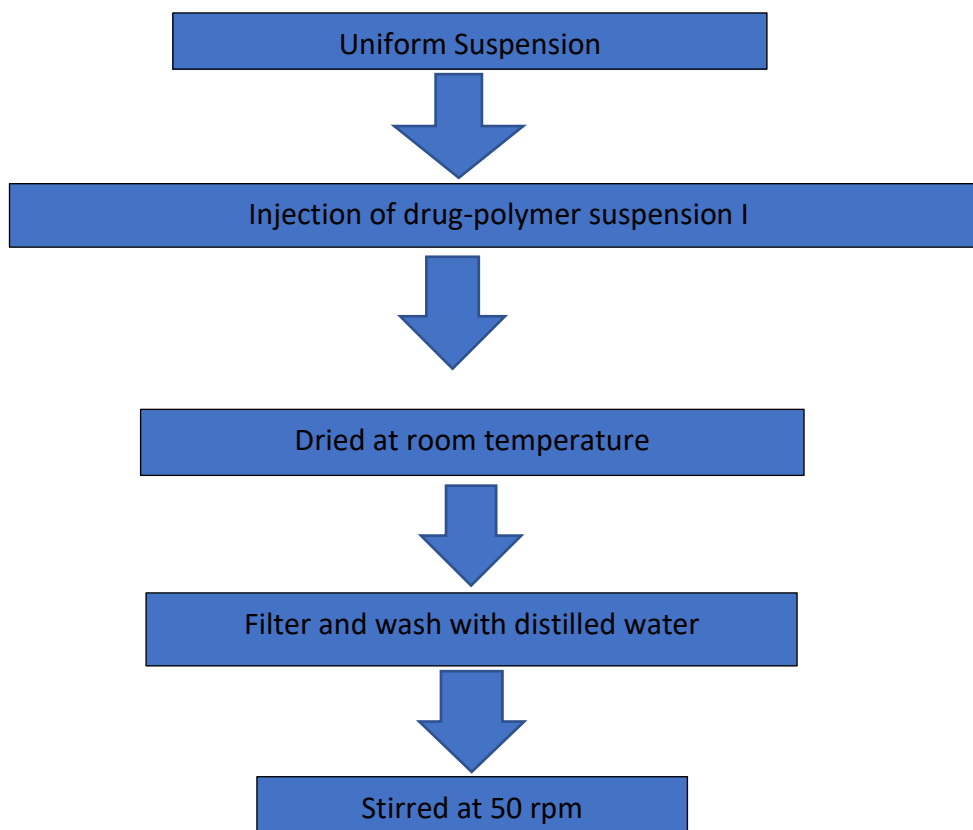 Uniform Suspension
Injection of drug-polymer suspension I
Dried at room temperature
Filter and wash with distilled water
Stirred at 50 rpm